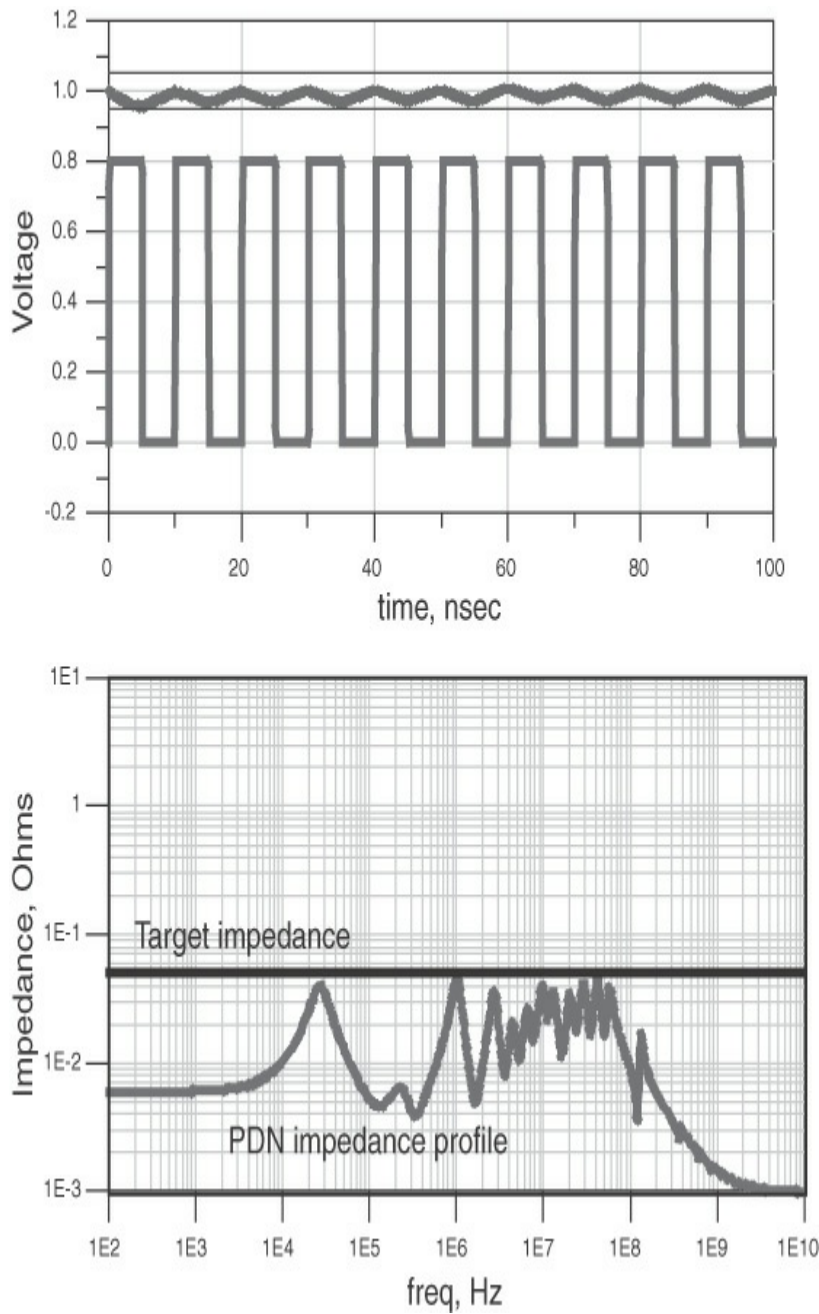 1.2
1.0
0.8
0.6
0.4
0.2
0.0
-0.2
Voltage
0 20 40 60 80 100
time, nsec
1E1
1
1E-1
1E-2
1E-3
Impedance, Ohms
Target impedance
PDN impedance profile
1E2 1E3 1E4 1E5 1E6 1E7 1E8 1E9 1E10
freq, Hz